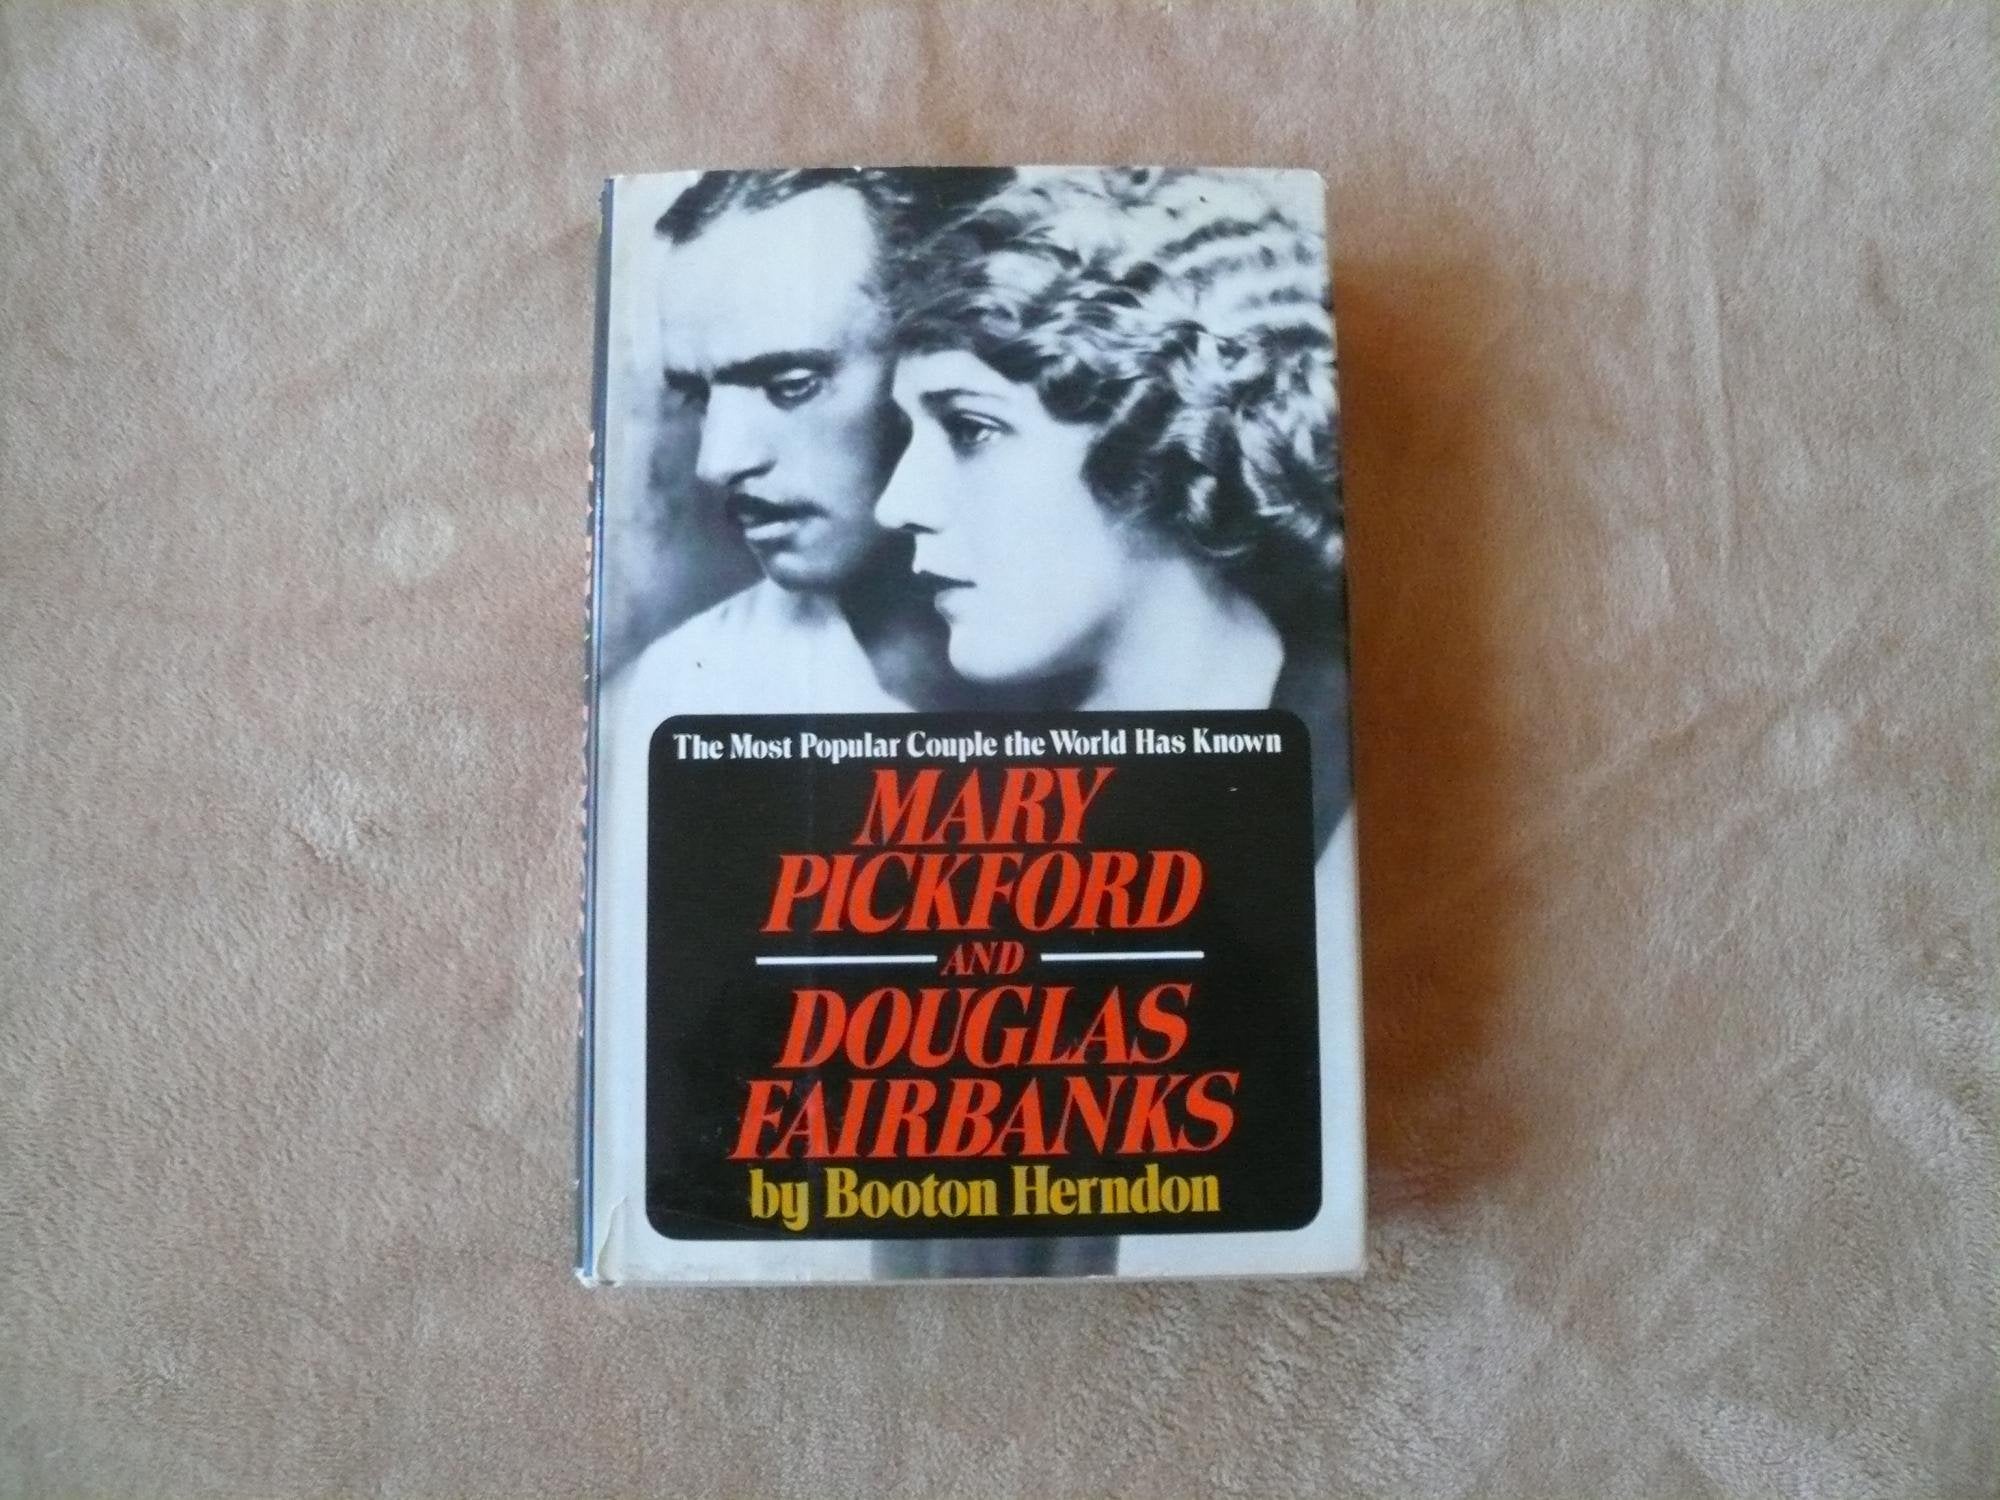 The Most Popular Couple the World Has Known
MARY
PICKFORD
AND
DOUGLAS
FAIRBANKS
by Booton Herndon